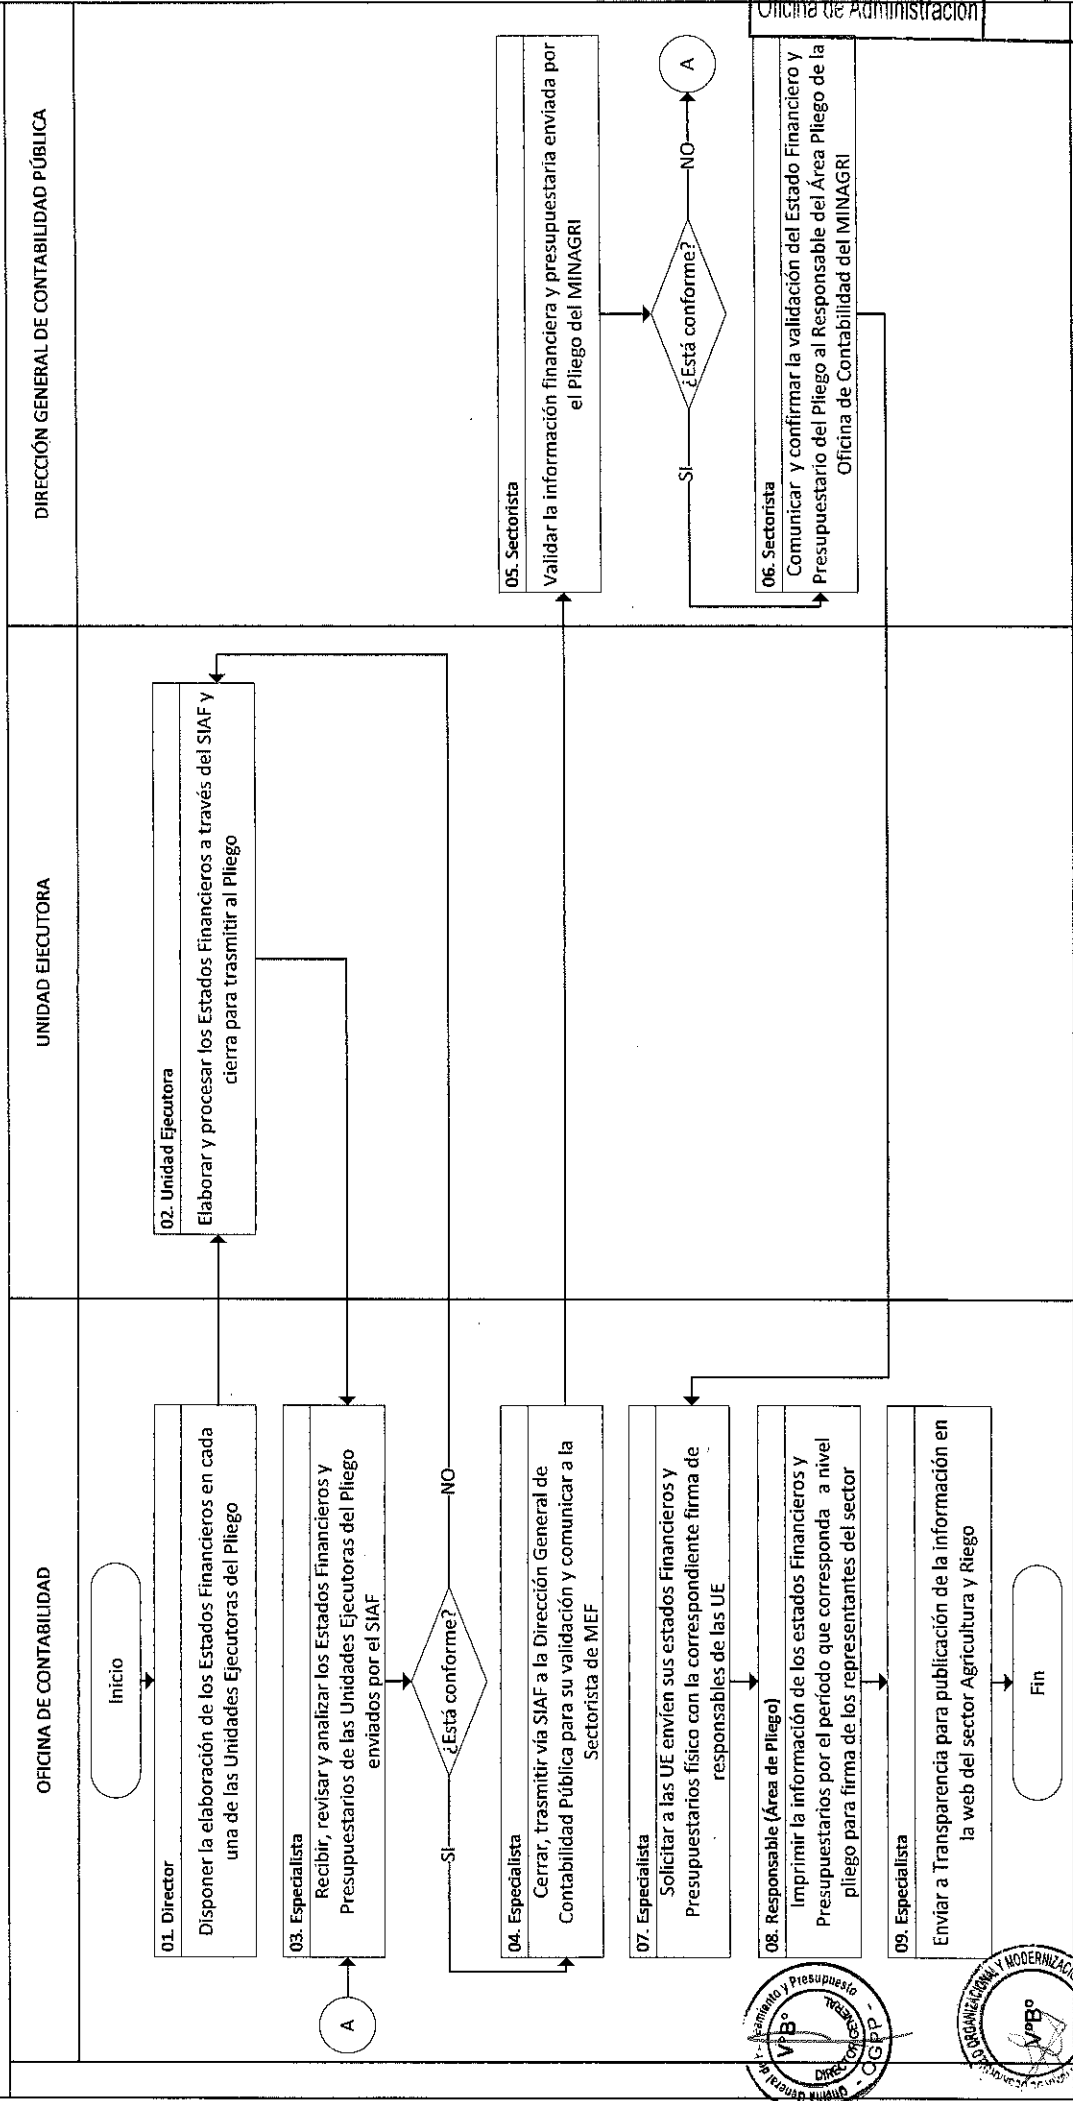 Oficina de Administración
OFICINA DE CONTABILIDAD
UNIDAD EJECUTORA
DIRECCIÓN GENERAL DE CONTABILIDAD PÚBLICA
Inicio
01. Director
Disponer la elaboración de los Estados Financieros en cada
una de las Unidades Ejecutoras del Pliego
02. Unidad Ejecutora
Elaborar y procesar los Estados Financieros a través del SIAF y
cierra para trasmitir al Pliego
A
03. Especialista
Recibir, revisar y analizar los Estados Financieros y
Presupuestarios de las Unidades Ejecutoras del Pliego
enviados por el SIAF
¿Está conforme?
SI
NO
04. Especialista
Cerrar, trasmitir vía SIAF a la Dirección General de
Contabilidad Pública para su validación y comunicar a la
Sectorista de MEF
05. Sectorista
Validar la información financiera y presupuestaria enviada por
el Pliego del MINAGRI
¿Está conforme?
SI
NO
A
06. Sectorista
Comunicar y confirmar la validación del Estado Financiero y
Presupuestario del Pliego al Responsable del Área Pliego de la
Oficina de Contabilidad del MINAGRI
07. Especialista
Solicitar a las UE envíen sus estados Financieros y
Presupuestarios físico con la correspondiente firma de
responsables de las UE
08. Responsable (Área de Pliego)
Imprimir la información de los estados Financieros y
Presupuestarios por el período que corresponda a nivel
pliego para firma de los representantes del sector
09. Especialista
Enviar a Transparencia para publicación de la información en
la web del sector Agricultura y Riego
Fin
Oficina General de Planeamiento y Presupuesto
VºBº
DIRECTOR GENERAL
- OGPP -
ORGANIZACIONAL Y MODERNIZACI
VºBº